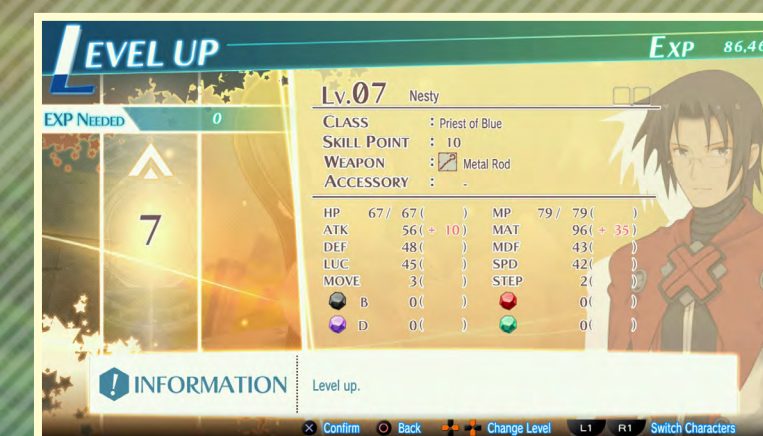 LEVEL UP
EXP 86,46
EXP NEEDED 0
7
Lv.07 Nesty
CLASS : Priest of Blue
SKILL POINT : 10
WEAPON : Metal Rod
ACCESSORY : -
HP 67/ 67( ) MP 79/ 79( )
ATK 56(+ 10) MAT 96(+ 35)
DEF 48( ) MDF 43( )
LUC 45( ) SPD 42( )
MOVE 3( ) STEP 2( )
B 0( ) 0( )
D 0( ) 0( )
INFORMATION Level up.
Confirm Back Change Level L1 R1 Switch Characters